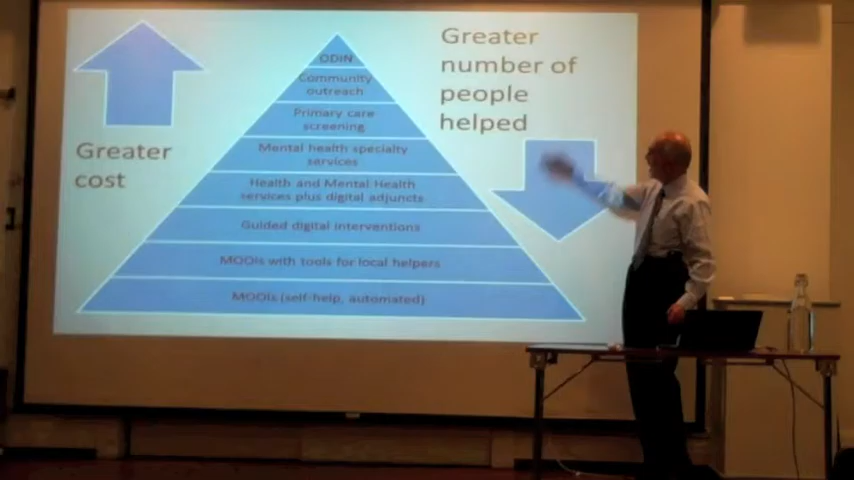 Greater
number of
people
helped
Greater
cost
ODIN
Community
outreach
Primary care
screening
Mental health specialty
services
Health and Mental Health
services plus digital adjuncts
Guided digital interventions
MOOIs with tools for local helpers
MOOIs (self-help, automated)